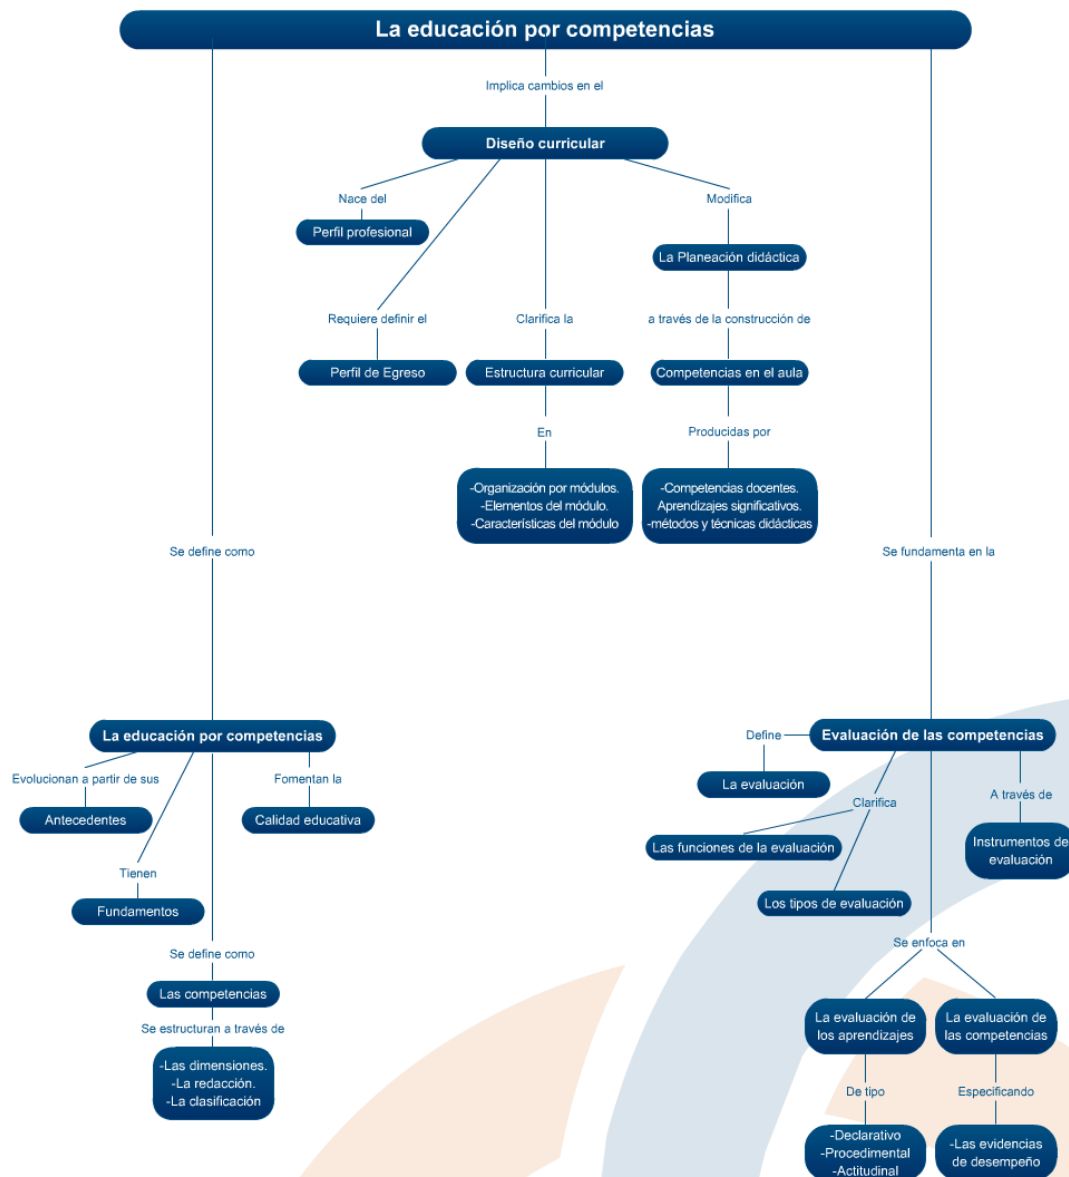 La educación por competencias
Implica cambios en el
Diseño curricular
Nace del
Modifica
Perfil profesional
La Planeación didáctica
Requiere definir el
Clarifica la
a través de la construcción de
Perfil de Egreso
Estructura curricular
Competencias en el aula
En
Producidas por
-Organización por módulos.
-Elementos del módulo.
-Características del módulo
-Competencias docentes.
Aprendizajes significativos.
-métodos y técnicas didácticas
Se define como
Se fundamenta en la
La educación por competencias
Evolucionan a partir de sus
Fomentan la
Antecedentes
Calidad educativa
Tienen
Fundamentos
Se define como
Las competencias
Se estructuran a través de
-Las dimensiones.
-La redacción.
-La clasificación
Evaluación de las competencias
Define
La evaluación
Clarifica
A través de
Las funciones de la evaluación
Instrumentos de
evaluación
Los tipos de evaluación
Se enfoca en
La evaluación de
los aprendizajes
La evaluación de
las competencias
De tipo
Especificando
-Declarativo
-Procedimental
-Actitudinal
-Las evidencias
de desempeño